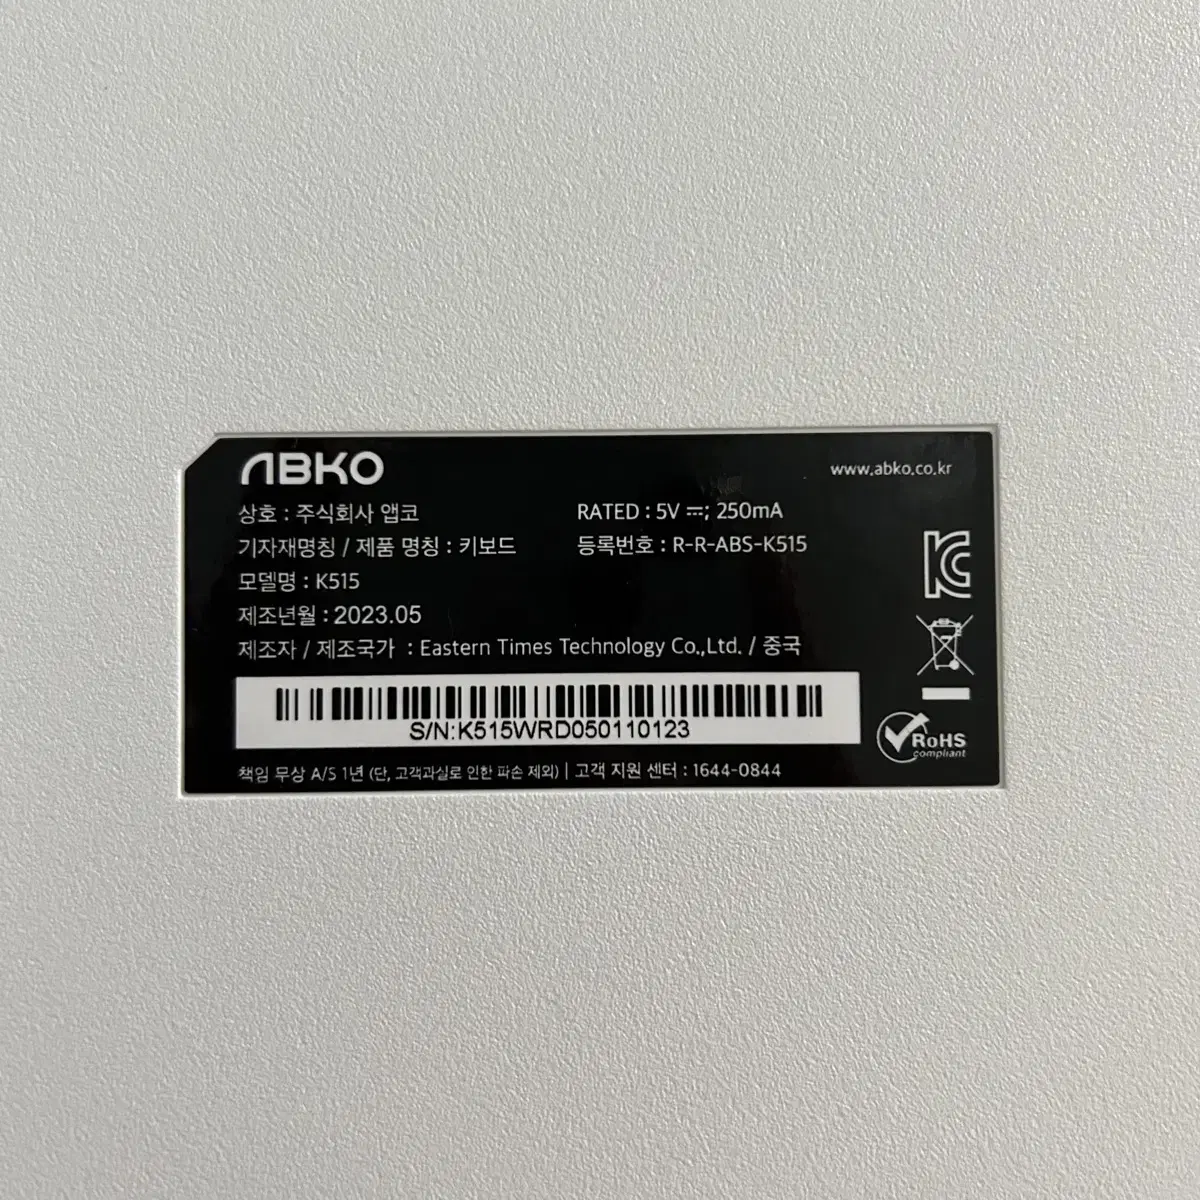 ABKO
www.abko.co.kr
상호 : 주식회사 앱코
RATED : 5V ⎓; 250mA
기자재명칭 / 제품 명칭 : 키보드
등록번호 : R-R-ABS-K515
모델명 : K515
제조년월 : 2023.05
제조자 / 제조국가 : Eastern Times Technology Co.,Ltd. / 중국
S/N:K515WRD050110123
RoHS
compliant
책임 무상 A/S 1년 (단, 고객과실로 인한 파손 제외) | 고객 지원 센터 : 1644-0844